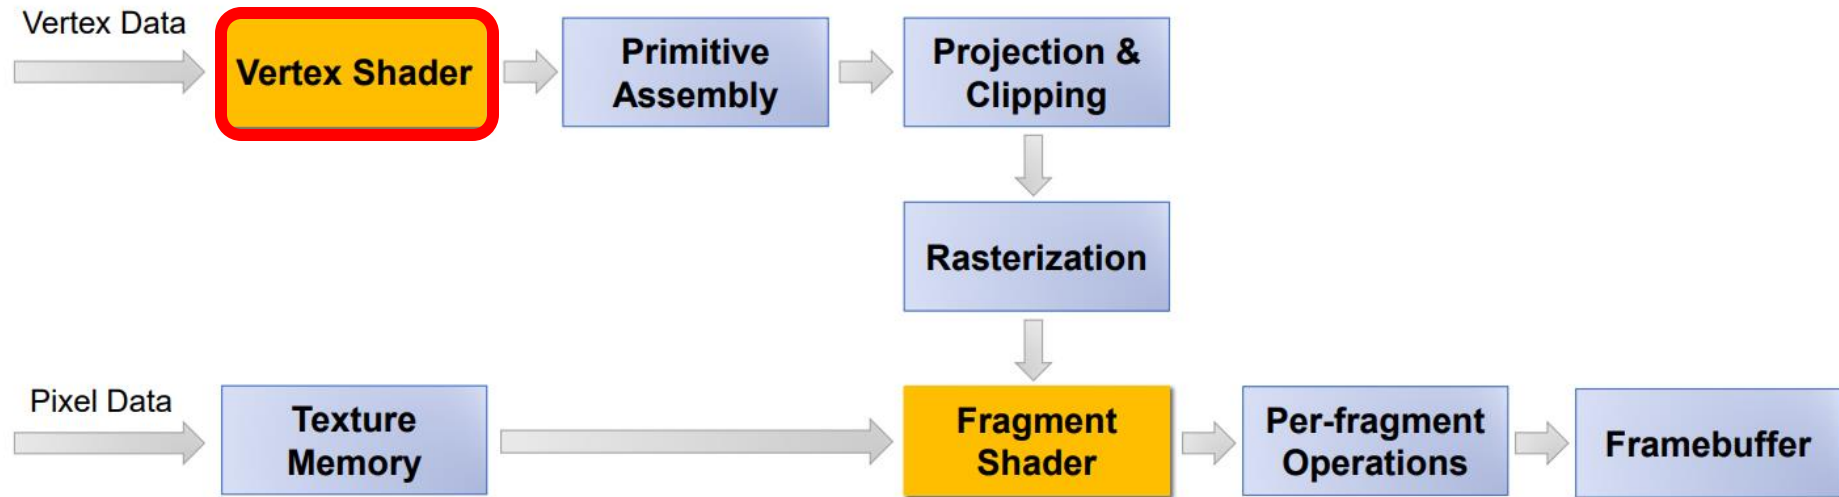 Vertex Data
Vertex Shader
Primitive
Assembly
Projection &
Clipping
Rasterization
Pixel Data
Texture
Memory
Fragment
Shader
Per-fragment
Operations
Framebuffer